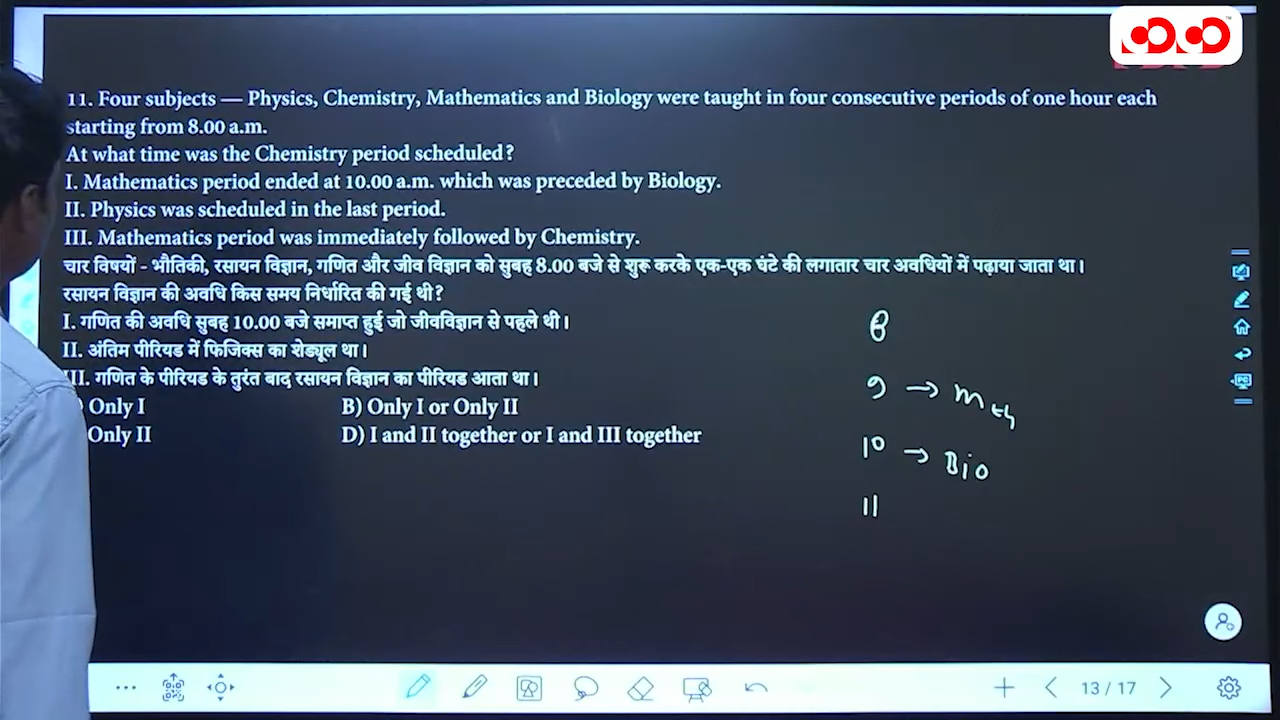 11. Four subjects — Physics, Chemistry, Mathematics and Biology were taught in four consecutive periods of one hour each
starting from 8.00 a.m.
At what time was the Chemistry period scheduled?
I. Mathematics period ended at 10.00 a.m. which was preceded by Biology.
II. Physics was scheduled in the last period.
III. Mathematics period was immediately followed by Chemistry.
चार विषयों - भौतिकी, रसायन विज्ञान, गणित और जीव विज्ञान को सुबह 8.00 बजे से शुरू करके एक-एक घंटे की लगातार चार अवधियों में पढ़ाया जाता था।
रसायन विज्ञान की अवधि किस समय निर्धारित की गई थी?
I. गणित की अवधि सुबह 10.00 बजे समाप्त हुई जो जीवविज्ञान से पहले थी।
II. अंतिम पीरियड में फिजिक्स का शेड्यूल था।
III. गणित के पीरियड के तुरंत बाद रसायन विज्ञान का पीरियड आता था।
) Only I B) Only I or Only II
Only II D) I and II together or I and III together
8
9 → Mth
10 → Bio
11
13 / 17